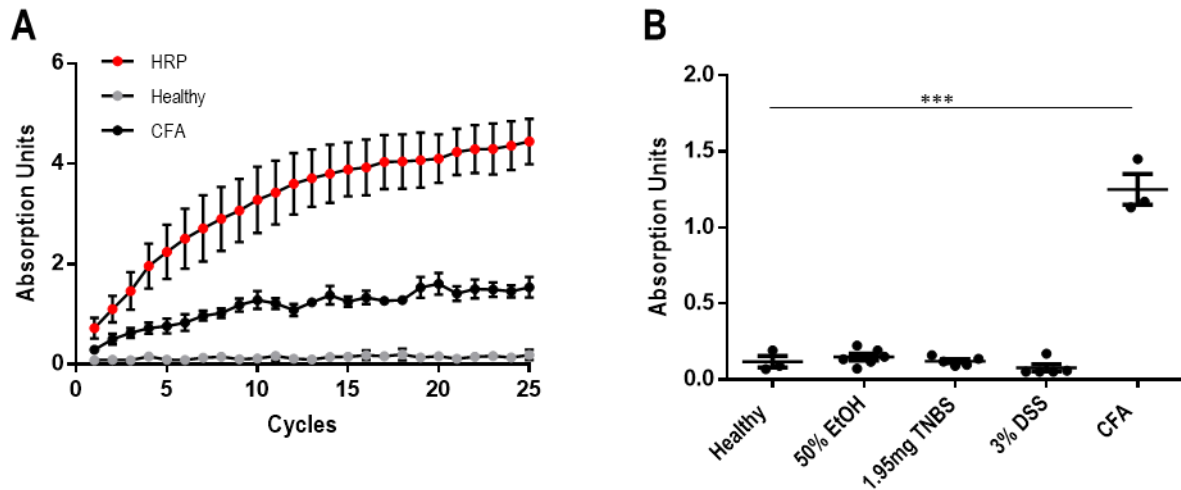 A
Absorption Units
6
4
2
0
HRP
Healthy
CFA
0
5
10
15
20
25
Cycles
B
Absorption Units
2.0
1.5
1.0
0.5
0.0
***
Healthy
50% EtOH
1.95mg TNBS
3% DSS
CFA